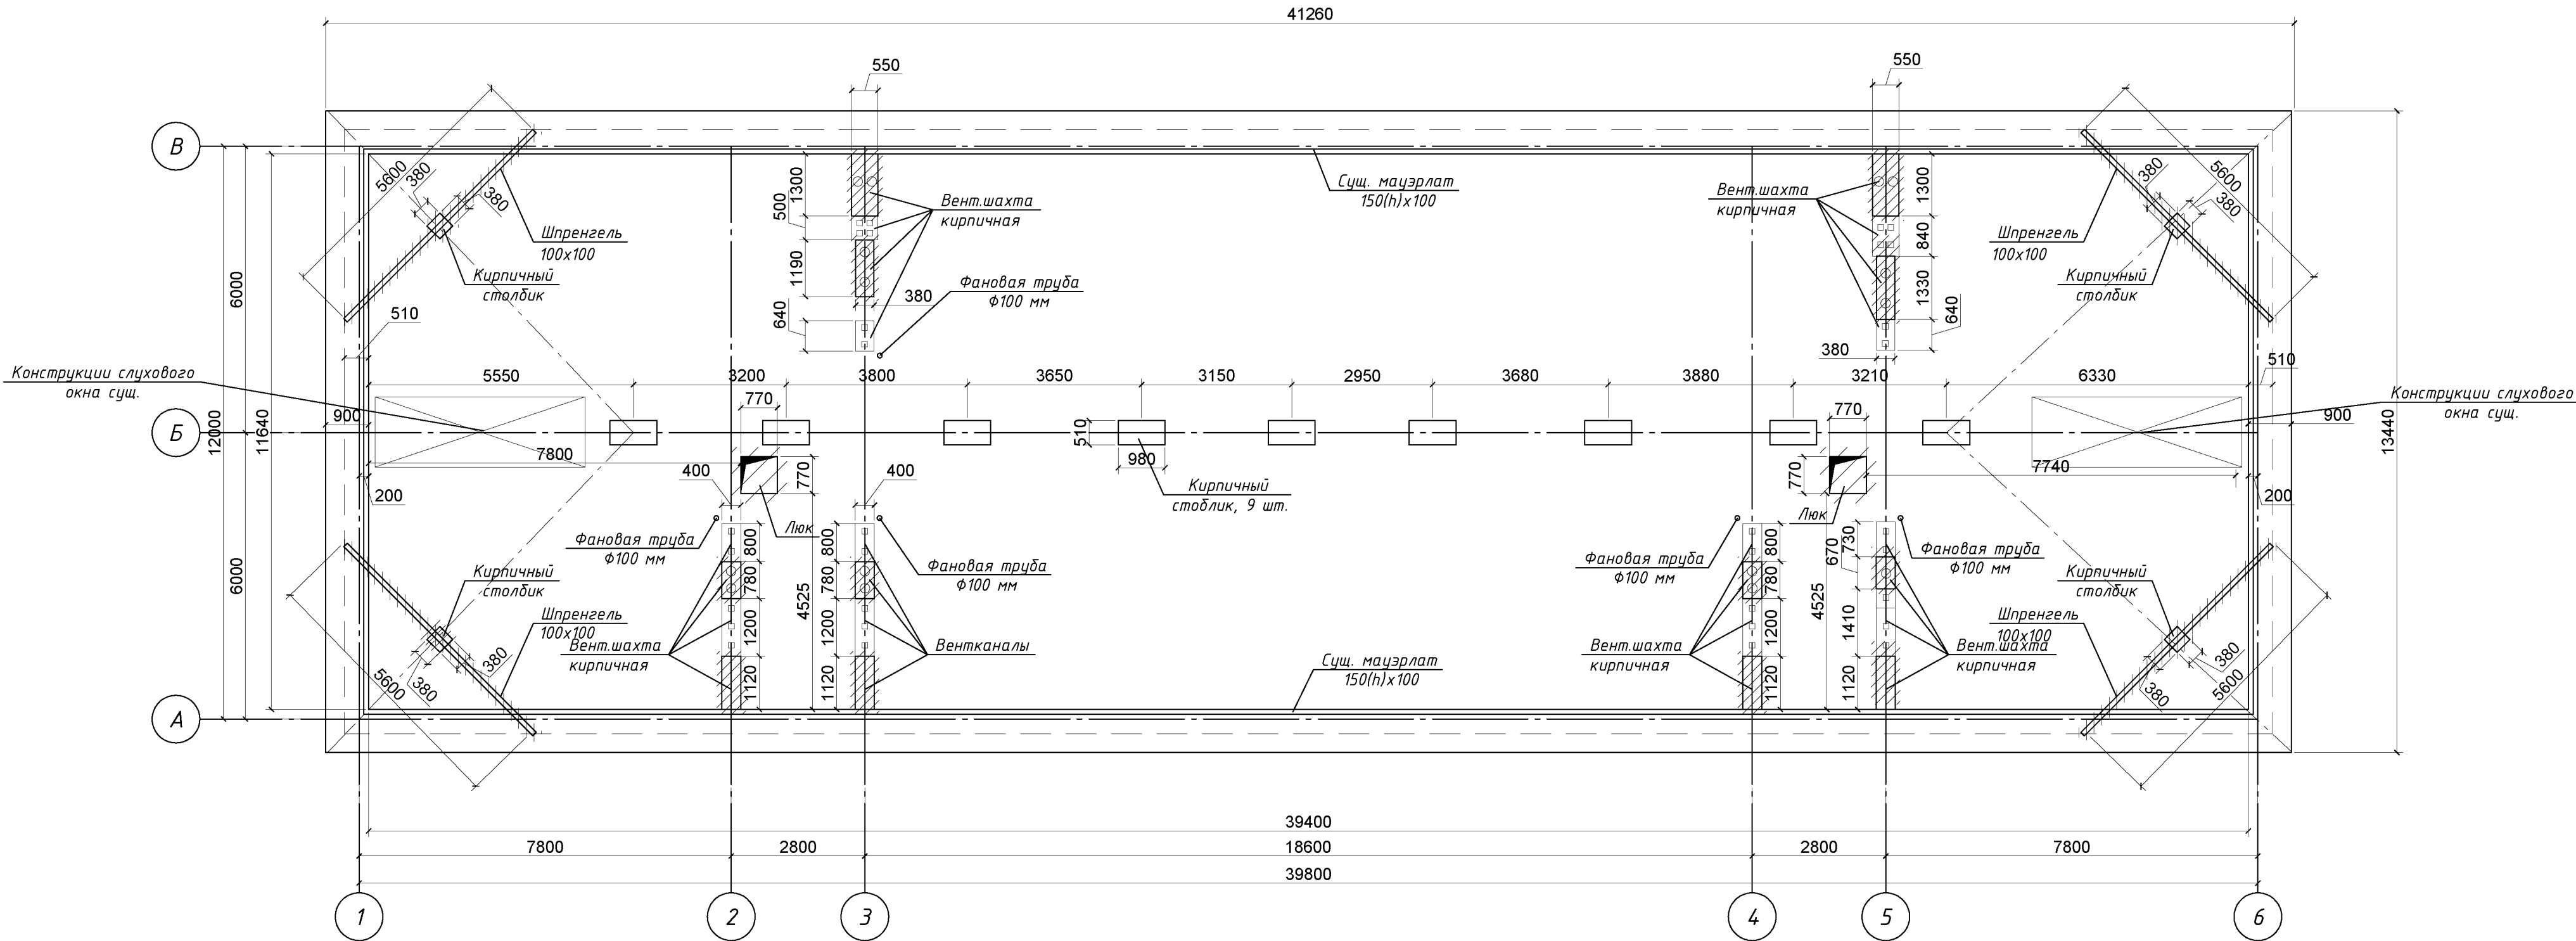 41260
550
550
В
5600
380
380
1300
500
1190
640
380
Вент.шахта
кирпичная
Шпренгель
100х100
Кирпичный
столбик
Фановая труба
Ф100 мм
Сущ. мауэрлат
150(h)х100
Вент.шахта
кирпичная
1300
840
1330
640
380
Шпренгель
100х100
Кирпичный
столбик
380
5600
380
6000
12000
11640
6000
510
Конструкции слухового
окна сущ.
900
5550
3200
3800
3650
3150
2950
3680
3880
3210
6330
510
Конструкции слухового
окна сущ.
900
13440
Б
770
770
510
980
7800
400
770
400
Кирпичный
стоблик, 9 шт.
770
7740
200
200
Люк
Люк
Фановая труба
Ф100 мм
Фановая труба
Ф100 мм
Фановая труба
Ф100 мм
Фановая труба
Ф100 мм
800
780
1200
1120
4525
800
780
1200
1120
800
780
1200
1120
4525
670
730
1410
1120
Кирпичный
столбик
Шпренгель
100х100
Вент.шахта
кирпичная
Вентканалы
Сущ. мауэрлат
150(h)х100
Вент.шахта
кирпичная
Вент.шахта
кирпичная
Кирпичный
столбик
Шпренгель
100х100
380
380
5600
380
380
5600
А
39400
7800
2800
18600
2800
7800
39800
1
2
3
4
5
6